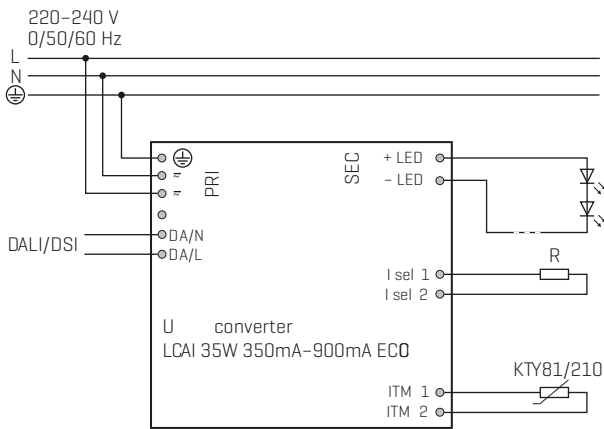 220–240 V
0/50/60 Hz
L
N
PRI
SEC
+ LED
– LED
DALI/DSI
DA/N
DA/L
I sel 1
I sel 2
R
U converter
LCAI 35W 350mA–900mA ECO
KTY81/210
ITM 1
ITM 2